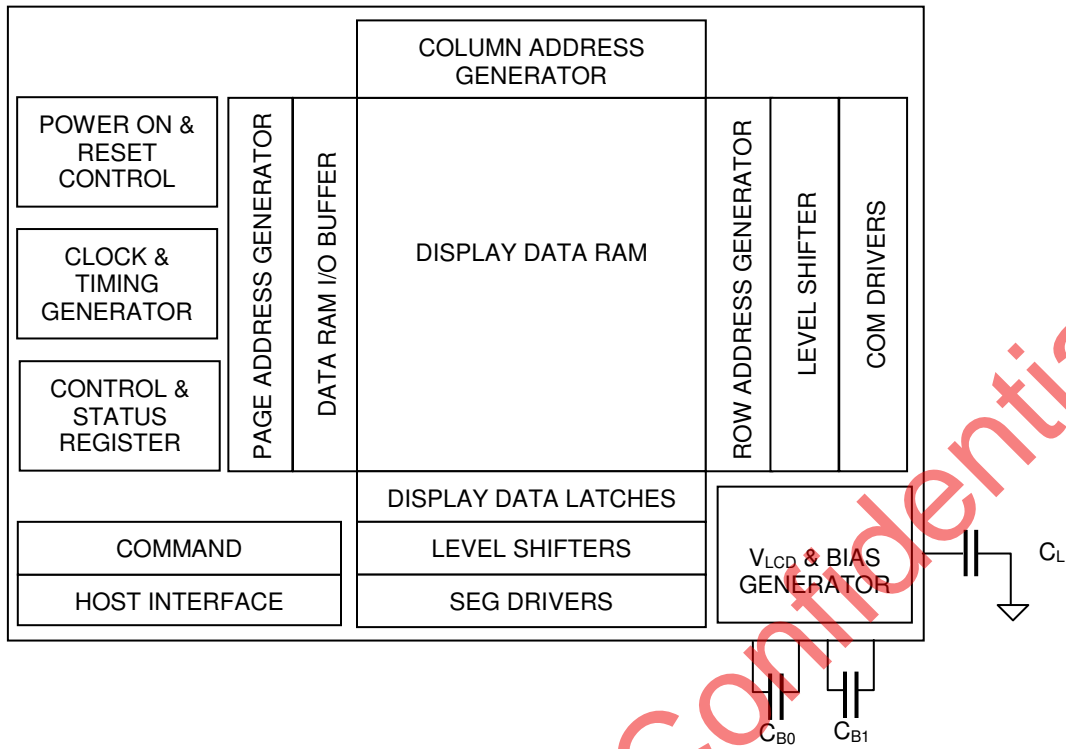 COLUMN ADDRESS
GENERATOR
POWER ON &
RESET
CONTROL
CLOCK &
TIMING
GENERATOR
CONTROL &
STATUS
REGISTER
PAGE ADDRESS GENERATOR
DATA RAM I/O BUFFER
DISPLAY DATA RAM
ROW ADDRESS GENERATOR
LEVEL SHIFTER
COM DRIVERS
DISPLAY DATA LATCHES
COMMAND
LEVEL SHIFTERS
HOST INTERFACE
SEG DRIVERS
VLCD & BIAS
GENERATOR
CL
CB0
CB1
Confidenti